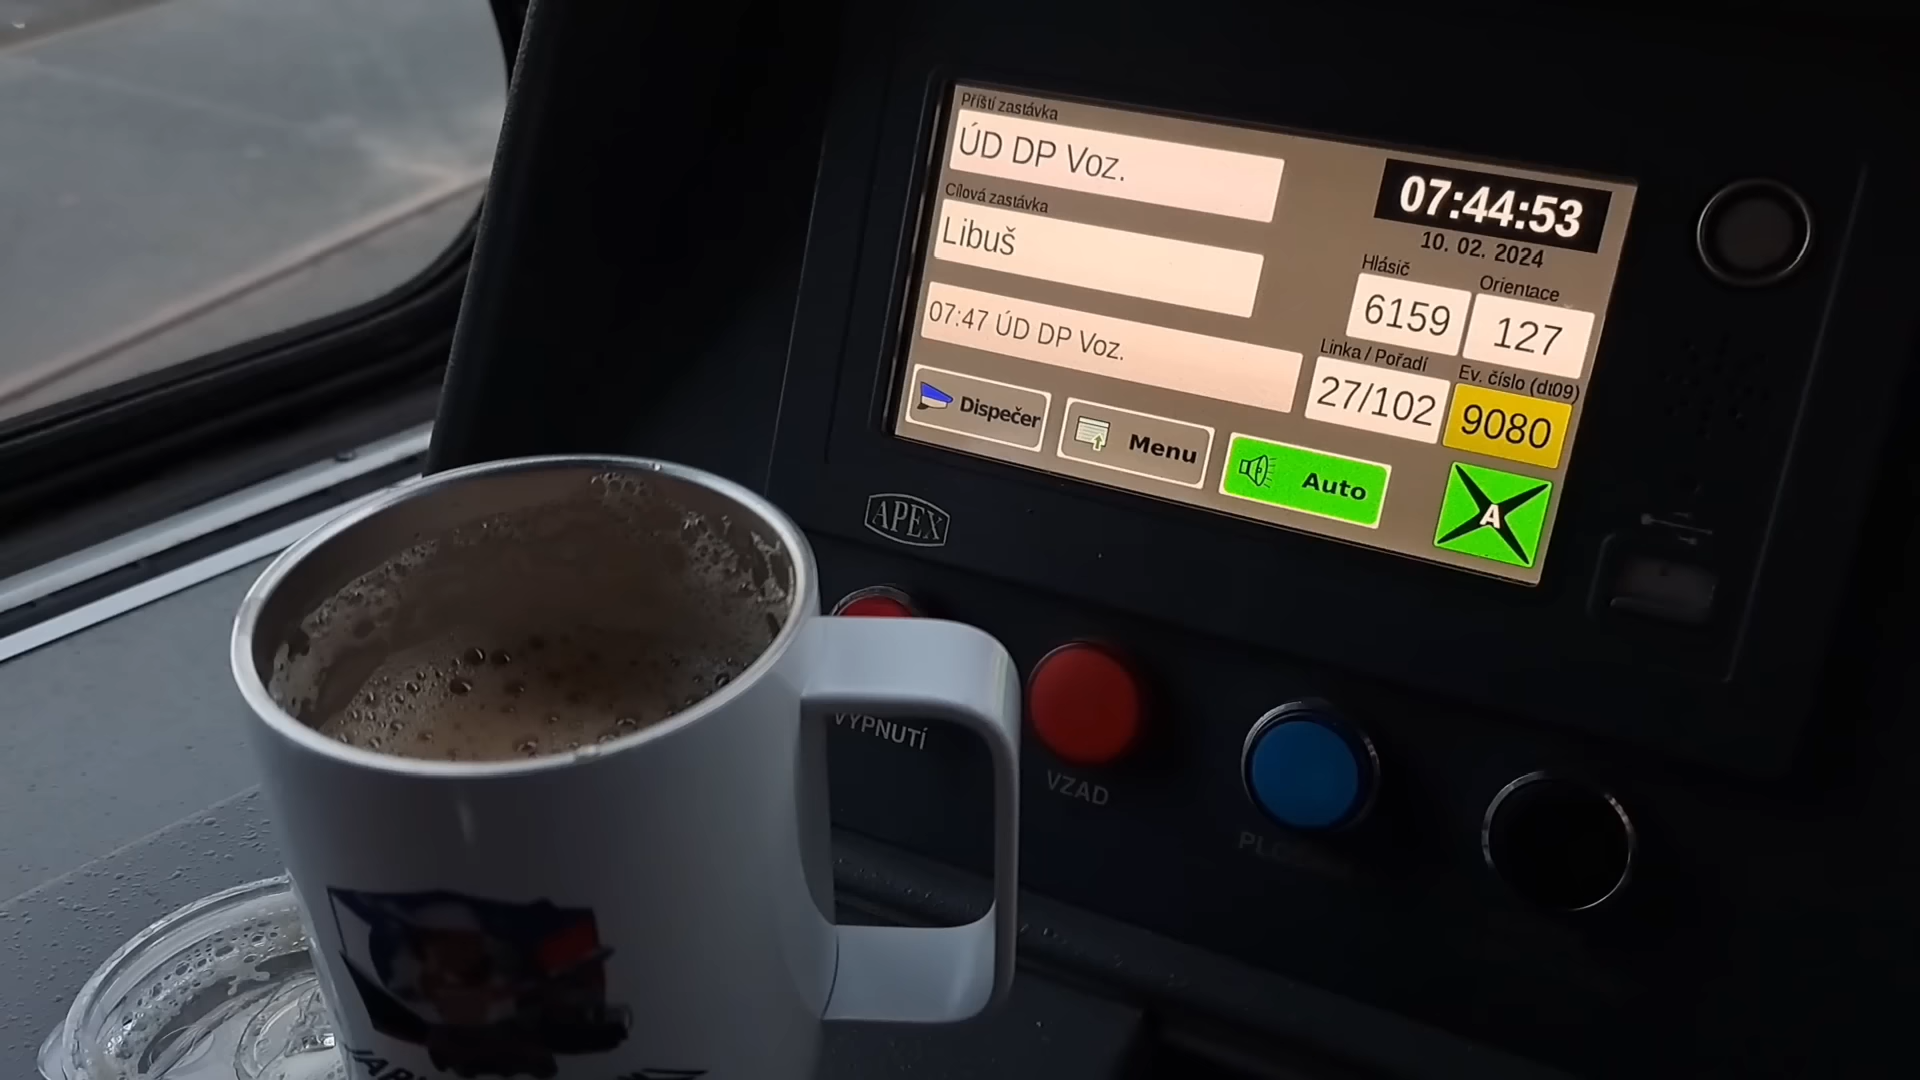 Příští zastávka
ÚD DP Voz.
Cílová zastávka
Libuš
07:47 ÚD DP Voz.
07:44:53
10. 02. 2024
Hlásič
Orientace
6159
127
Linka / Pořadí
Ev. číslo (dt09)
27/102
9080
Dispečer
Menu
Auto
A
APEX
VYPNUTÍ
VZAD